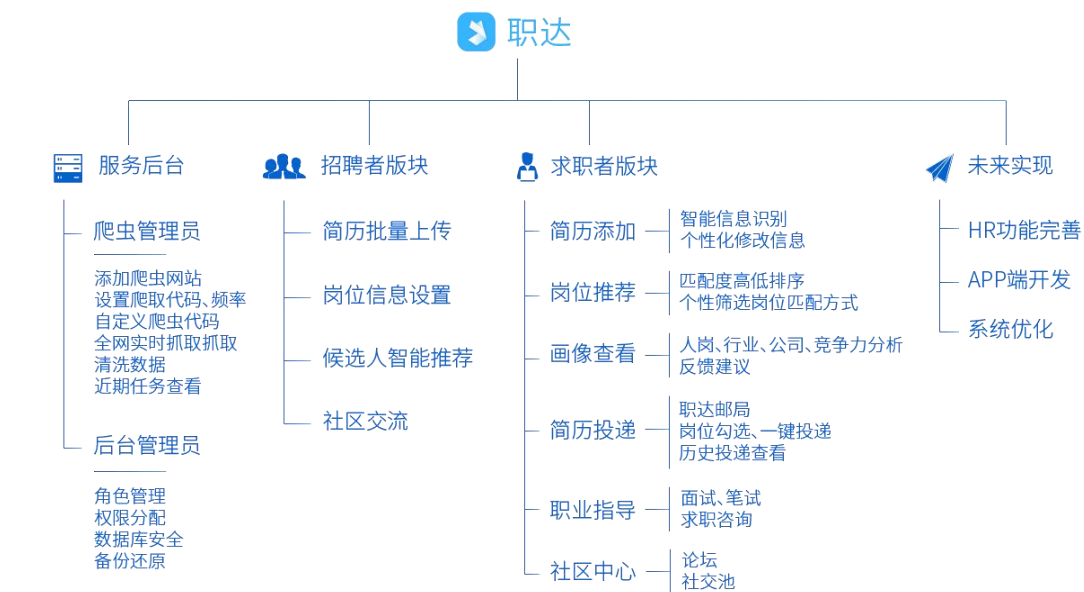 职达
服务后台
爬虫管理员
添加爬虫网站
设置爬取代码、频率
自定义爬虫代码
全网实时抓取抓取
清洗数据
近期任务查看
后台管理员
角色管理
权限分配
数据库安全
备份还原
招聘者版块
简历批量上传
岗位信息设置
候选人智能推荐
社区交流
求职者版块
简历添加
智能信息识别
个性化修改信息
岗位推荐
匹配度高低排序
个性筛选岗位匹配方式
画像查看
人岗、行业、公司、竞争力分析
反馈建议
简历投递
职达邮局
岗位勾选、一键投递
历史投递查看
职业指导
面试、笔试
求职咨询
社区中心
论坛
社交池
未来实现
HR功能完善
APP端开发
系统优化